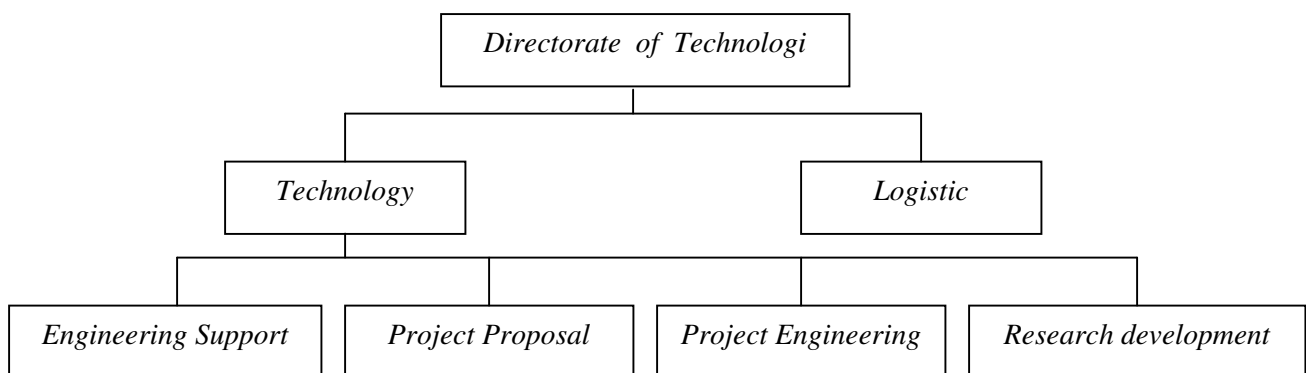 Directorate of Technologi
Technology
Logistic
Engineering Support
Project Proposal
Project Engineering
Research development